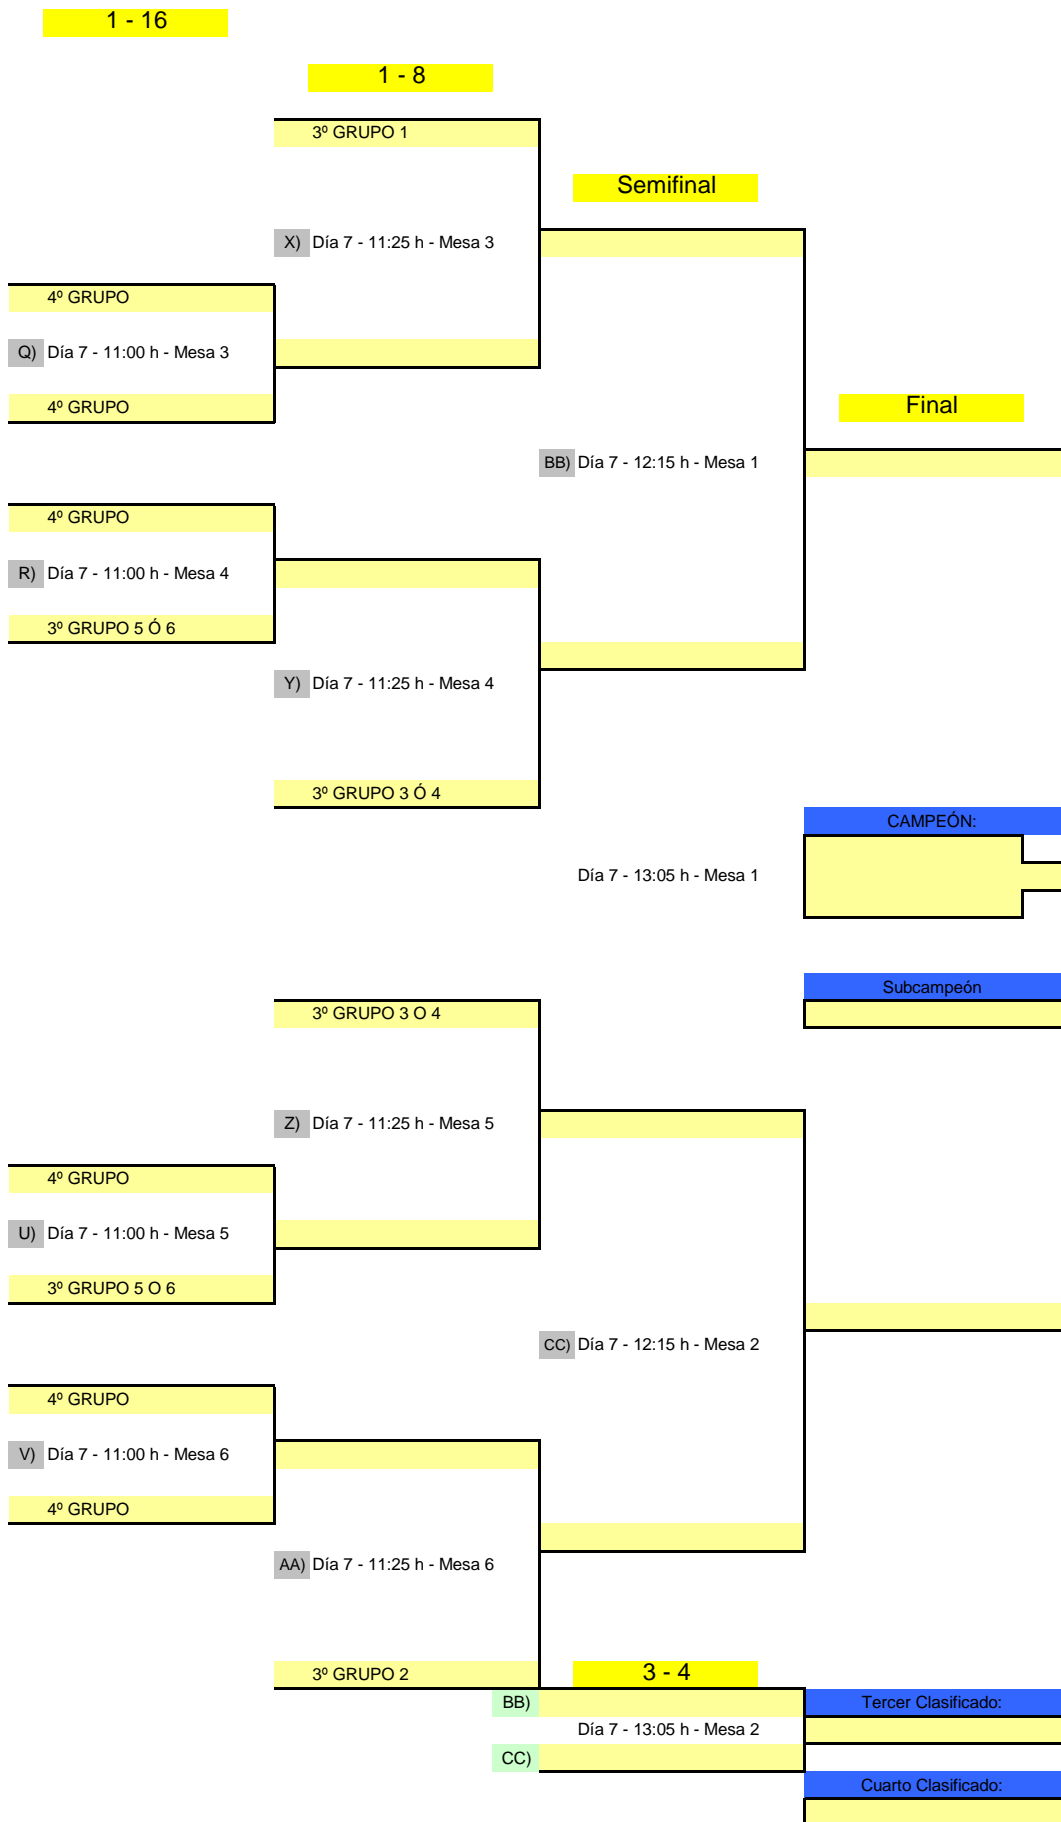 1 - 16
1 - 8
3º GRUPO 1
Semifinal
X) Día 7 - 11:25 h - Mesa 3
4º GRUPO
Q) Día 7 - 11:00 h - Mesa 3
4º GRUPO
Final
BB) Día 7 - 12:15 h - Mesa 1
4º GRUPO
R) Día 7 - 11:00 h - Mesa 4
3º GRUPO 5 Ó 6
Y) Día 7 - 11:25 h - Mesa 4
3º GRUPO 3 Ó 4
CAMPEÓN:
Día 7 - 13:05 h - Mesa 1
Subcampeón
3º GRUPO 3 O 4
Z) Día 7 - 11:25 h - Mesa 5
4º GRUPO
U) Día 7 - 11:00 h - Mesa 5
3º GRUPO 5 O 6
CC) Día 7 - 12:15 h - Mesa 2
4º GRUPO
V) Día 7 - 11:00 h - Mesa 6
4º GRUPO
AA) Día 7 - 11:25 h - Mesa 6
3º GRUPO 2
3 - 4
BB)
Tercer Clasificado:
Día 7 - 13:05 h - Mesa 2
CC)
Cuarto Clasificado: